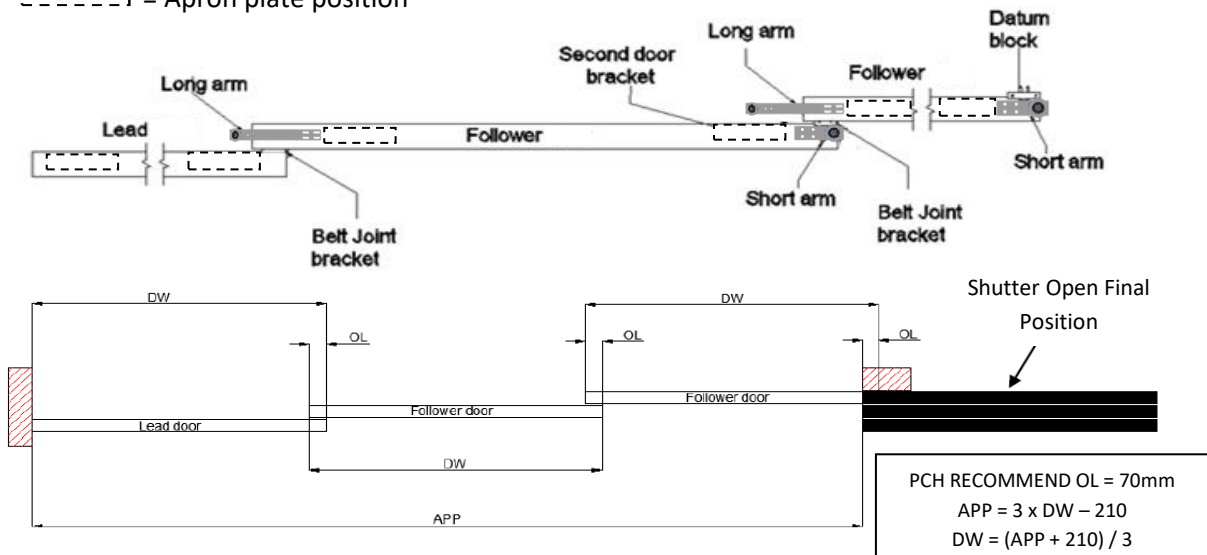 = Apron plate position
Datum
block
Long arm
Second door
bracket
Follower
Long arm
Lead
Follower
Short arm
Short arm
Belt Joint
bracket
Belt Joint
bracket
DW
DW
Shutter Open Final
Position
OL
OL
OL
Follower door
Follower door
Lead door
DW
APP
PCH RECOMMEND OL = 70mm
APP = 3 x DW – 210
DW = (APP + 210) / 3